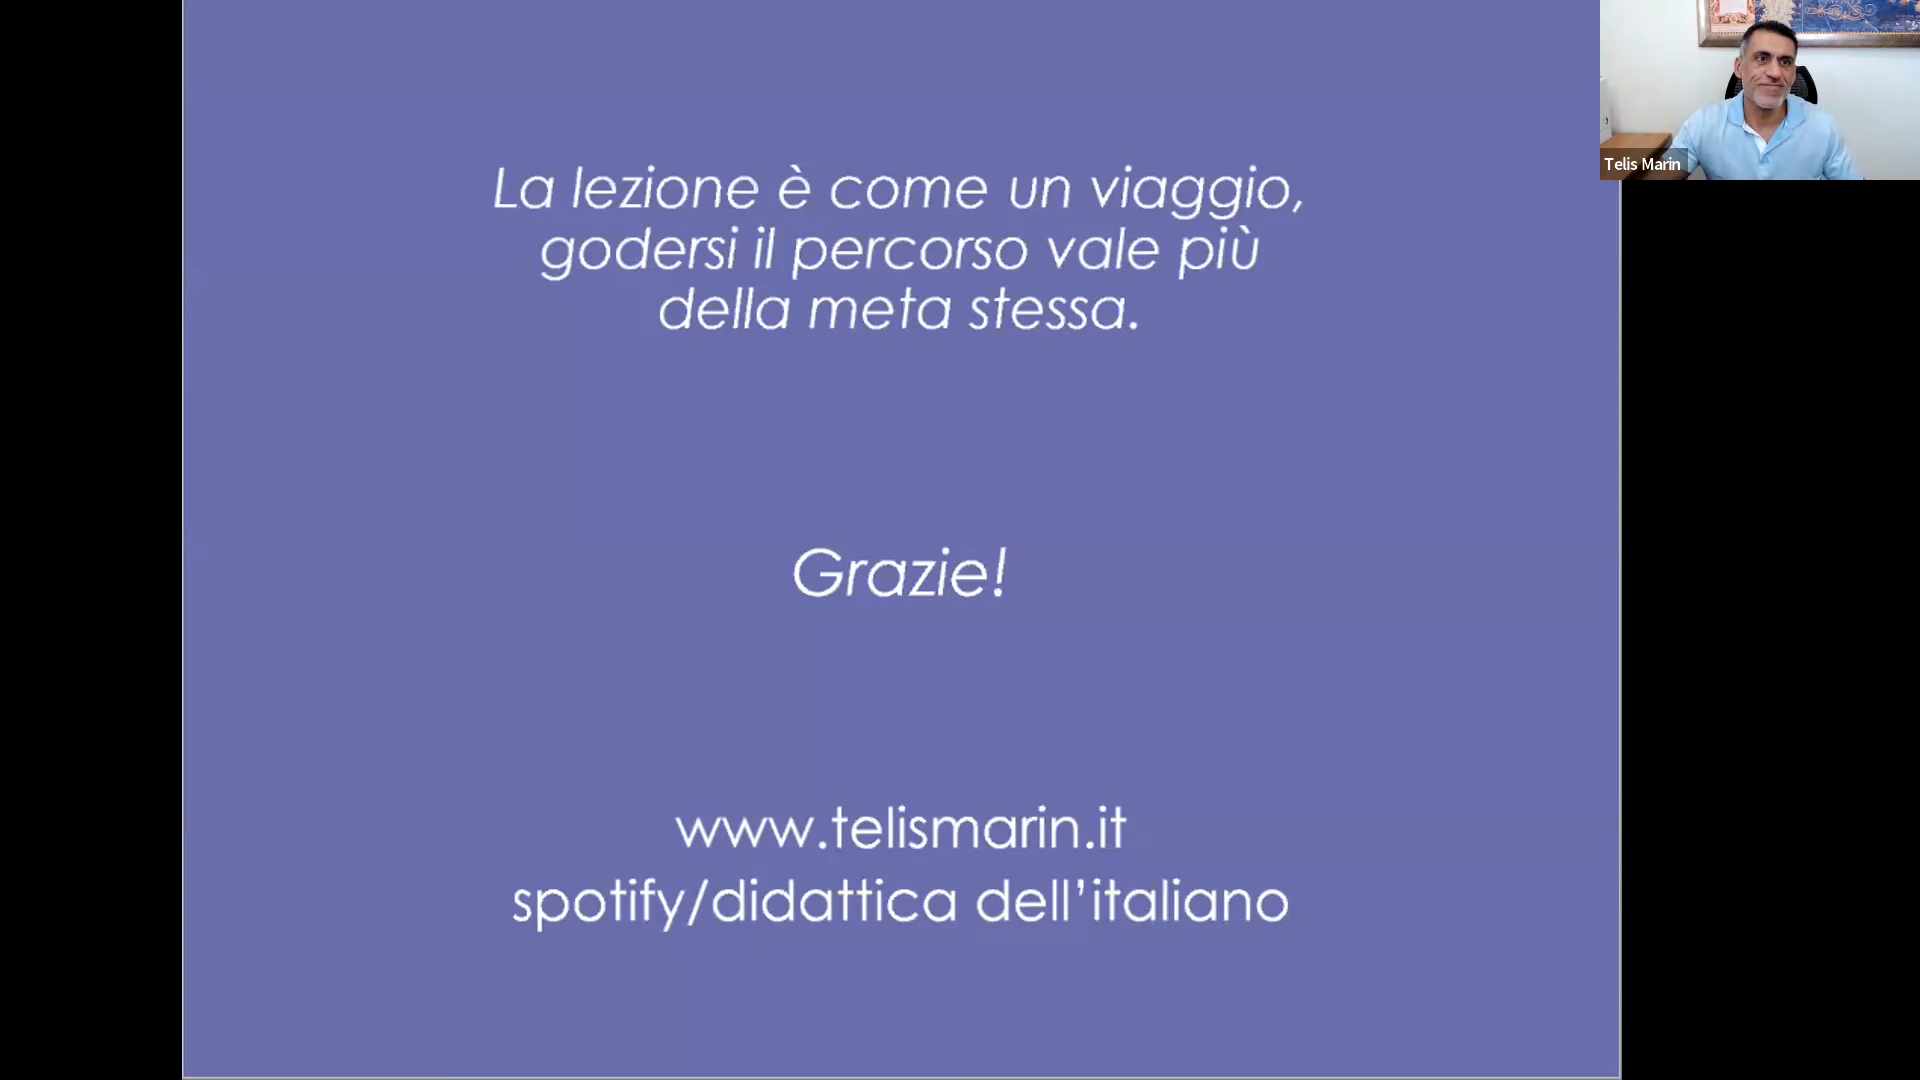 La lezione è come un viaggio,
godersi il percorso vale più
della meta stessa.
Grazie!
www.telismarin.it
spotify/didattica dell’italiano
Telis Marin